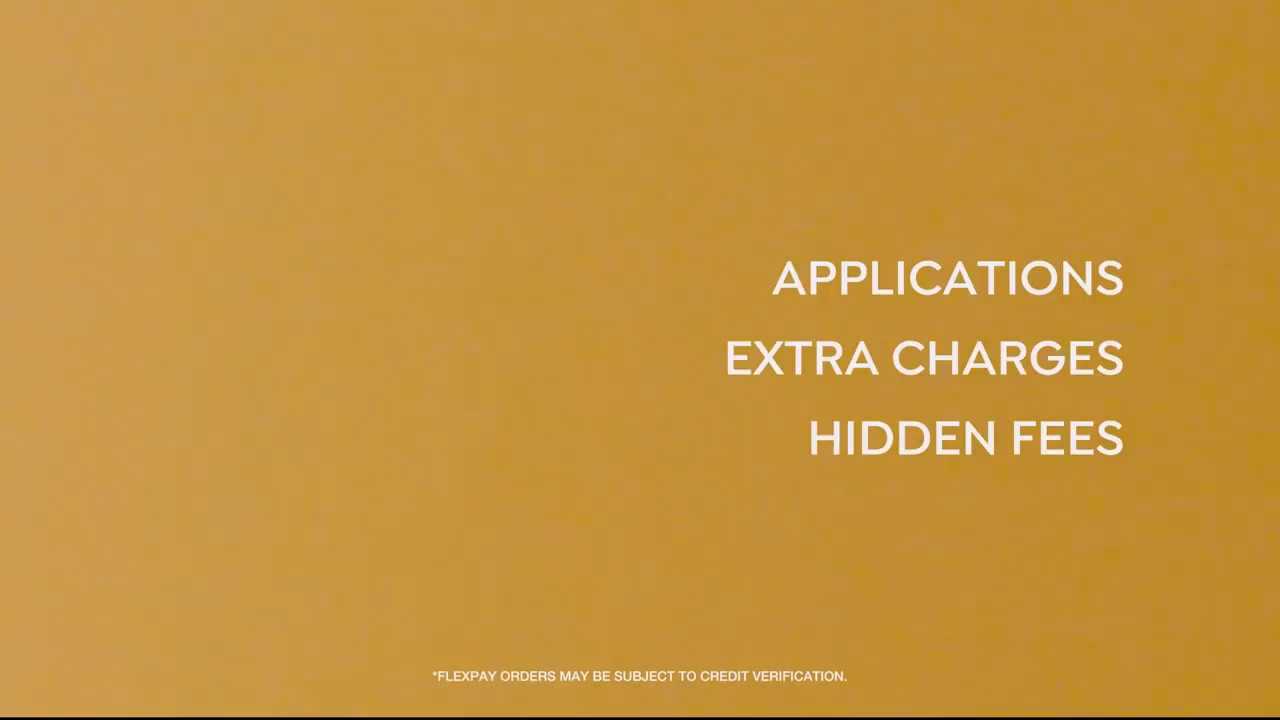 APPLICATIONS
EXTRA CHARGES
HIDDEN FEES
*FLEXPAY ORDERS MAY BE SUBJECT TO CREDIT VERIFICATION.